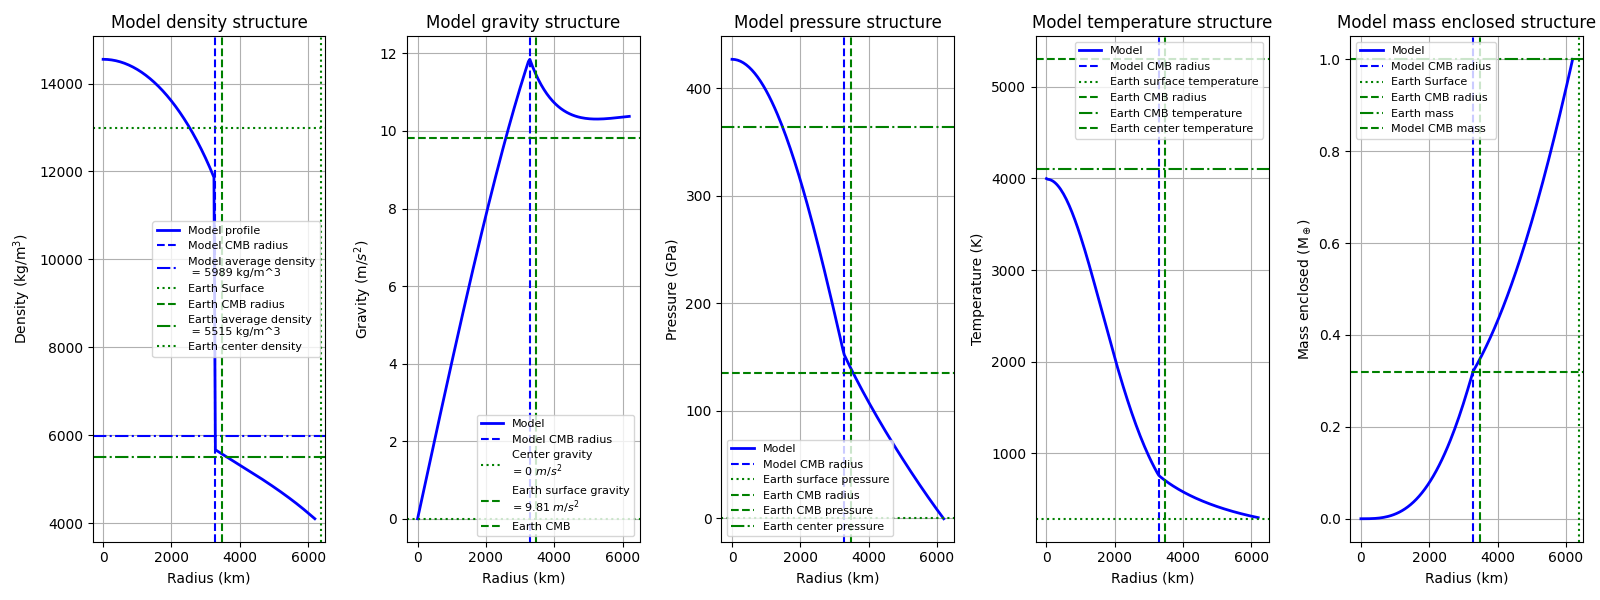 Model density structure
Density (kg/m³)
14000
12000
10000
8000
6000
4000
Model profile
Model CMB radius
Model average density
= 5989 kg/m^3
Earth Surface
Earth CMB radius
Earth average density
= 5515 kg/m^3
Earth center density
0
2000
4000
6000
Radius (km)
Model gravity structure
Gravity (m/s²)
12
10
8
6
4
2
0
Model
Model CMB radius
Center gravity
= 0 m/s²
Earth surface gravity
= 9.81 m/s²
Earth CMB
0
2000
4000
6000
Radius (km)
Model pressure structure
Pressure (GPa)
400
300
200
100
0
Model
Model CMB radius
Earth surface pressure
Earth CMB radius
Earth CMB pressure
Earth center pressure
0
2000
4000
6000
Radius (km)
Model temperature structure
Temperature (K)
5000
4000
3000
2000
1000
Model
Model CMB radius
Earth surface temperature
Earth CMB radius
Earth CMB temperature
Earth center temperature
0
2000
4000
6000
Radius (km)
Model mass enclosed structure
Mass enclosed (M⊕)
1.0
0.8
0.6
0.4
0.2
0.0
Model
Model CMB radius
Earth Surface
Earth CMB radius
Earth mass
Model CMB mass
0
2000
4000
6000
Radius (km)